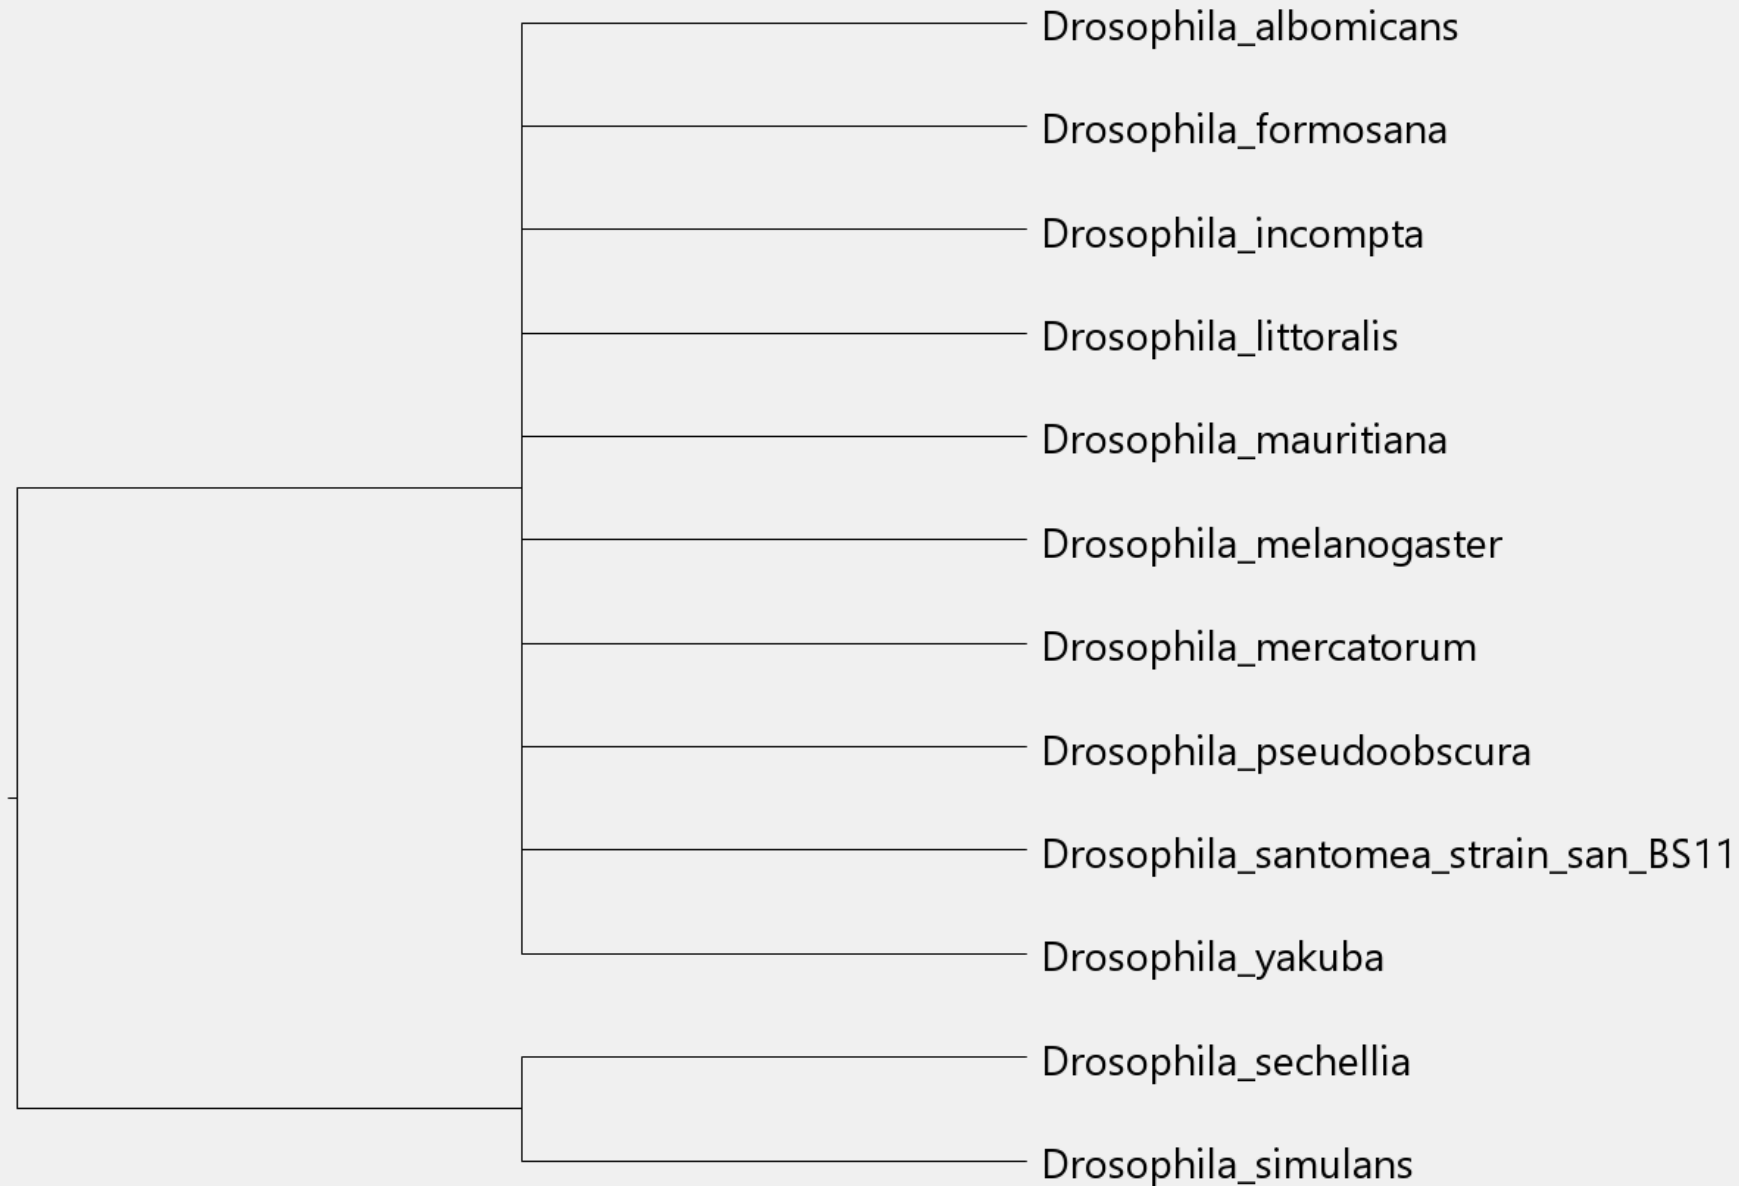 Drosophila_albomicans
Drosophila_formosana
Drosophila_incompta
Drosophila_littoralis
Drosophila_mauritiana
Drosophila_melanogaster
Drosophila_mercatorum
Drosophila_pseudoobscura
Drosophila_santomea_strain_san_BS11
Drosophila_yakuba
Drosophila_sechellia
Drosophila_simulans